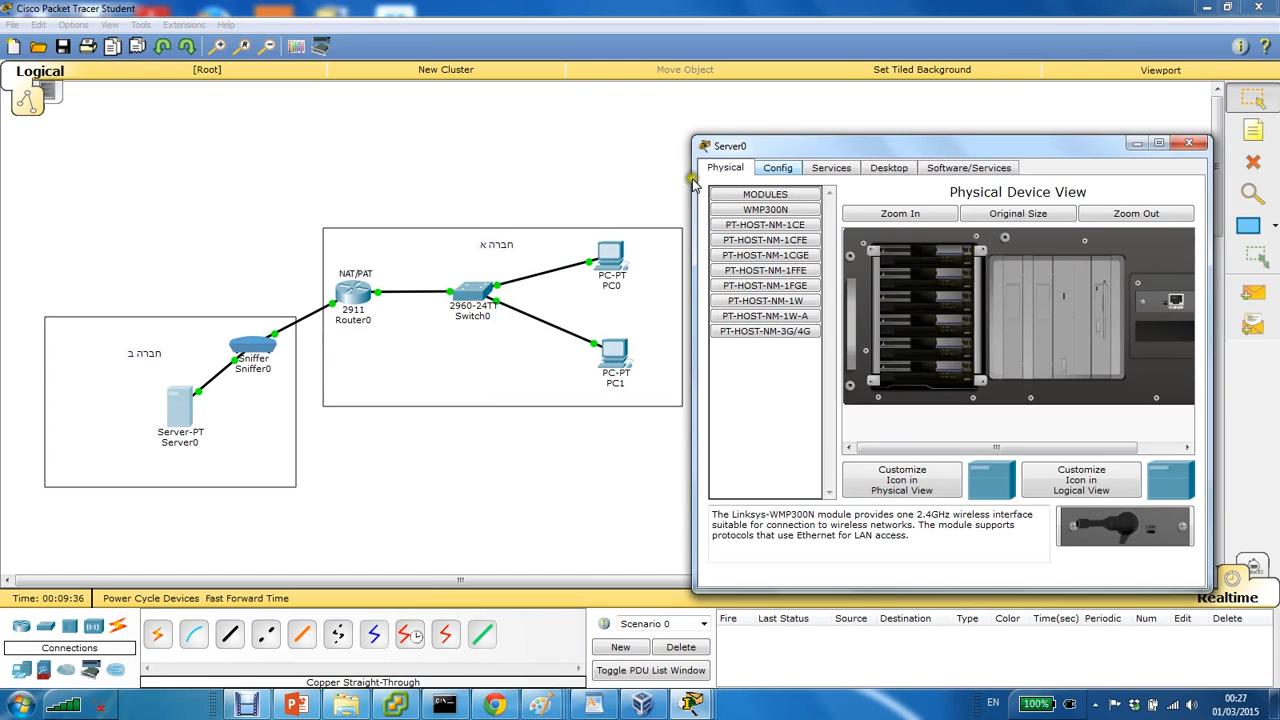 Cisco Packet Tracer Student
File Edit Options View Tools Extensions Help
Logical
[Root]
New Cluster
Move Object
Set Tiled Background
Viewport
חברה א
PC-PT
PC0
NAT/PAT
2911
Router0
2960-24TT
Switch0
PC-PT
PC1
חברה ב
Sniffer
Sniffer0
Server-PT
Server0
Server0
Physical Config Services Desktop Software/Services
MODULES
WMP300N
PT-HOST-NM-1CE
PT-HOST-NM-1CFE
PT-HOST-NM-1CGE
PT-HOST-NM-1FFE
PT-HOST-NM-1FGE
PT-HOST-NM-1W
PT-HOST-NM-1W-A
PT-HOST-NM-3G/4G
Physical Device View
Zoom In
Original Size
Zoom Out
Customize
Icon in
Physical View
Customize
Icon in
Logical View
The Linksys-WMP300N module provides one 2.4GHz wireless interface
suitable for connection to wireless networks. The module supports
protocols that use Ethernet for LAN access.
Time: 00:09:36
Power Cycle Devices Fast Forward Time
Realtime
Connections
Copper Straight-Through
Scenario 0
New
Delete
Toggle PDU List Window
Fire Last Status Source Destination Type Color Time(sec) Periodic Num Edit Delete
EN
100%
00:27
01/03/2015